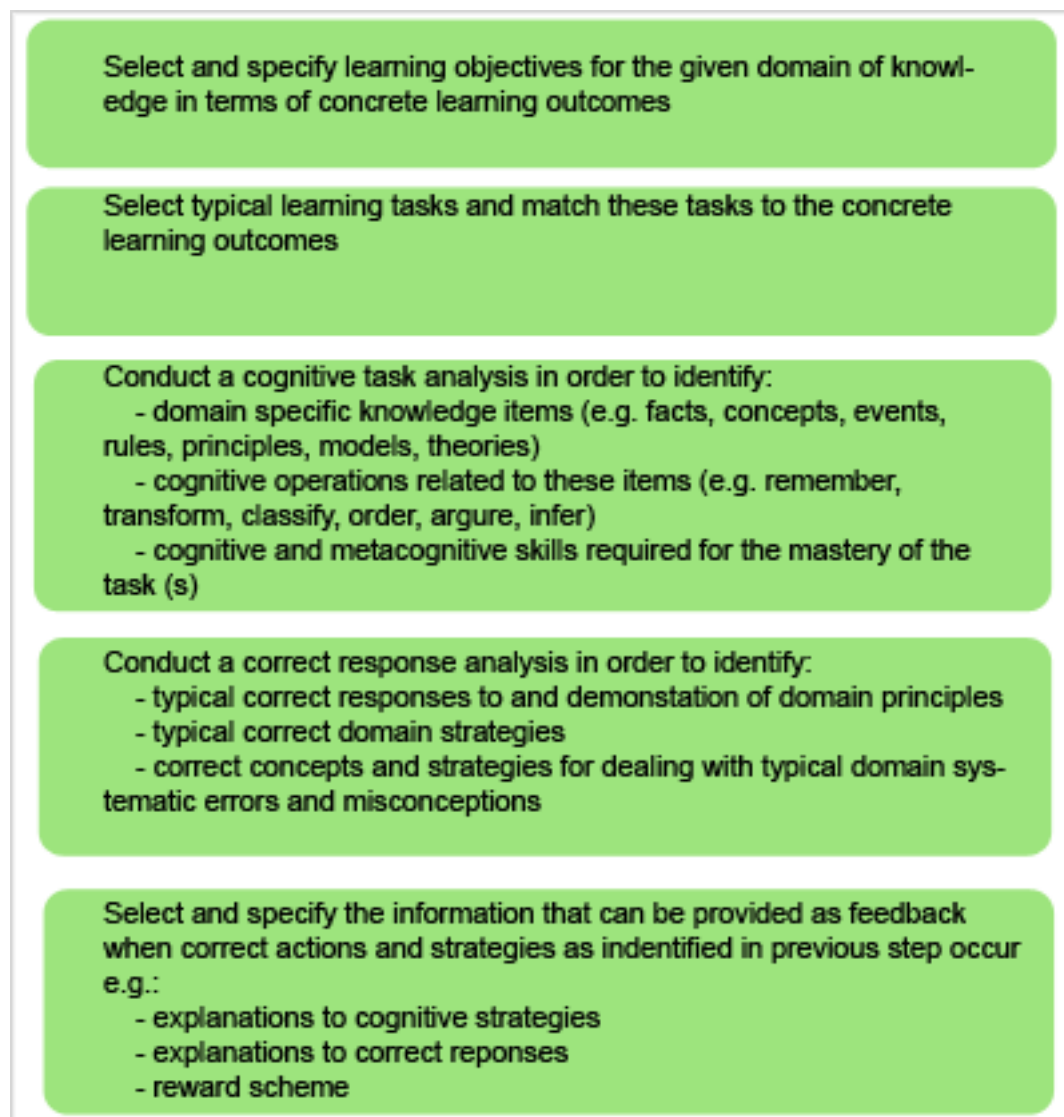 Select and specify learning objectives for the given domain of knowl-
edge in terms of concrete learning outcomes
Select typical learning tasks and match these tasks to the concrete
learning outcomes
Conduct a cognitive task analysis in order to identify:
- domain specific knowledge items (e.g. facts, concepts, events,
rules, principles, models, theories)
- cognitive operations related to these items (e.g. remember,
transform, classify, order, argure, infer)
- cognitive and metacognitive skills required for the mastery of the
task (s)
Conduct a correct response analysis in order to identify:
- typical correct responses to and demonstation of domain principles
- typical correct domain strategies
- correct concepts and strategies for dealing with typical domain sys-
tematic errors and misconceptions
Select and specify the information that can be provided as feedback
when correct actions and strategies as indentified in previous step occur
e.g.:
- explanations to cognitive strategies
- explanations to correct reponses
- reward scheme